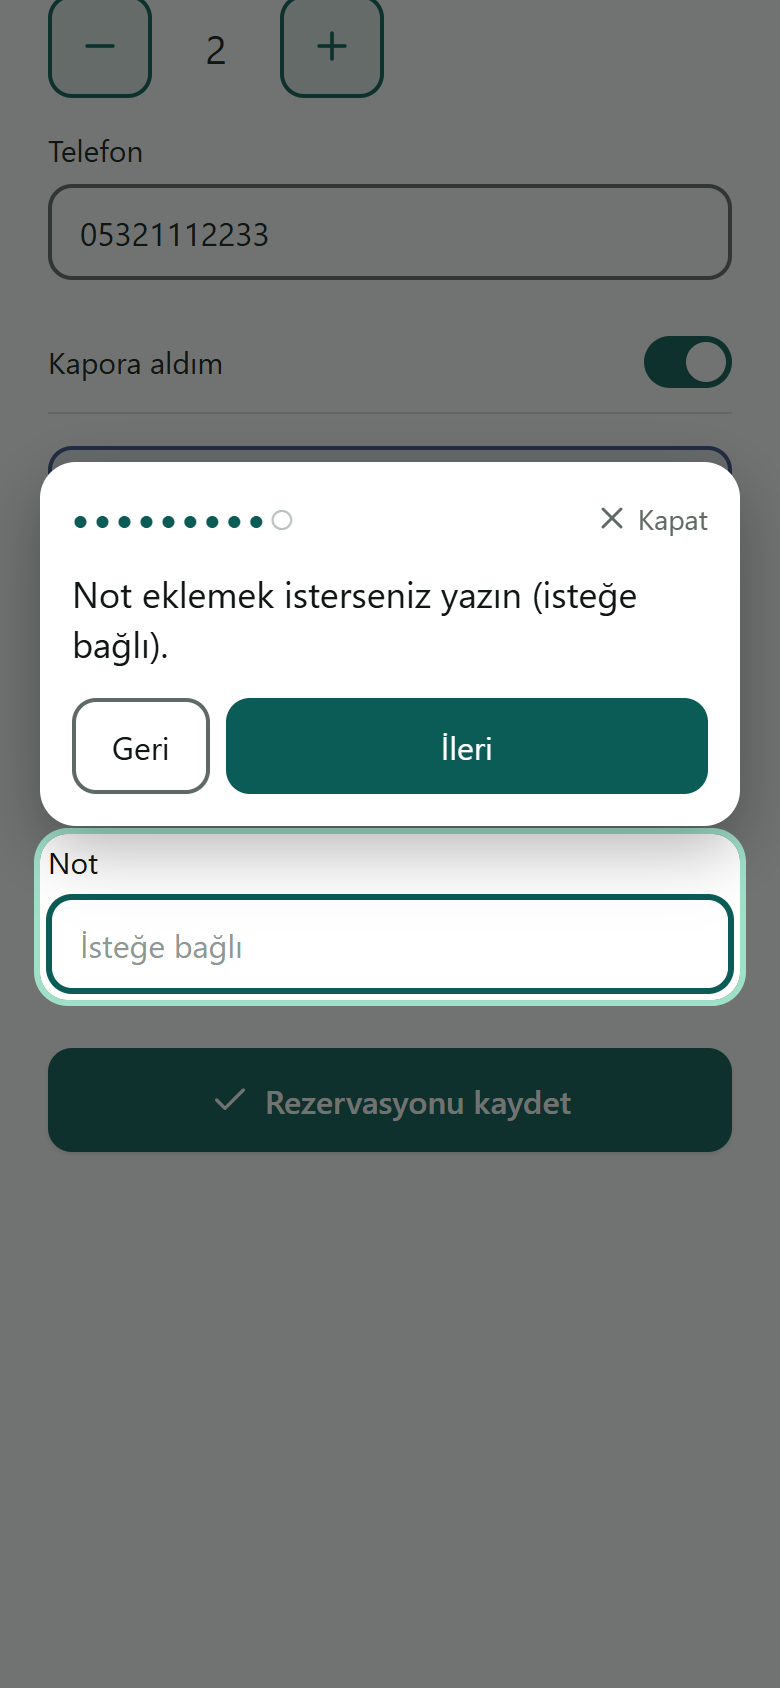 2
Telefon
05321112233
Kapora aldım
Kapat
Not eklemek isterseniz yazın (isteğe
bağlı).
Geri
İleri
Not
İsteğe bağlı
Rezervasyonu kaydet